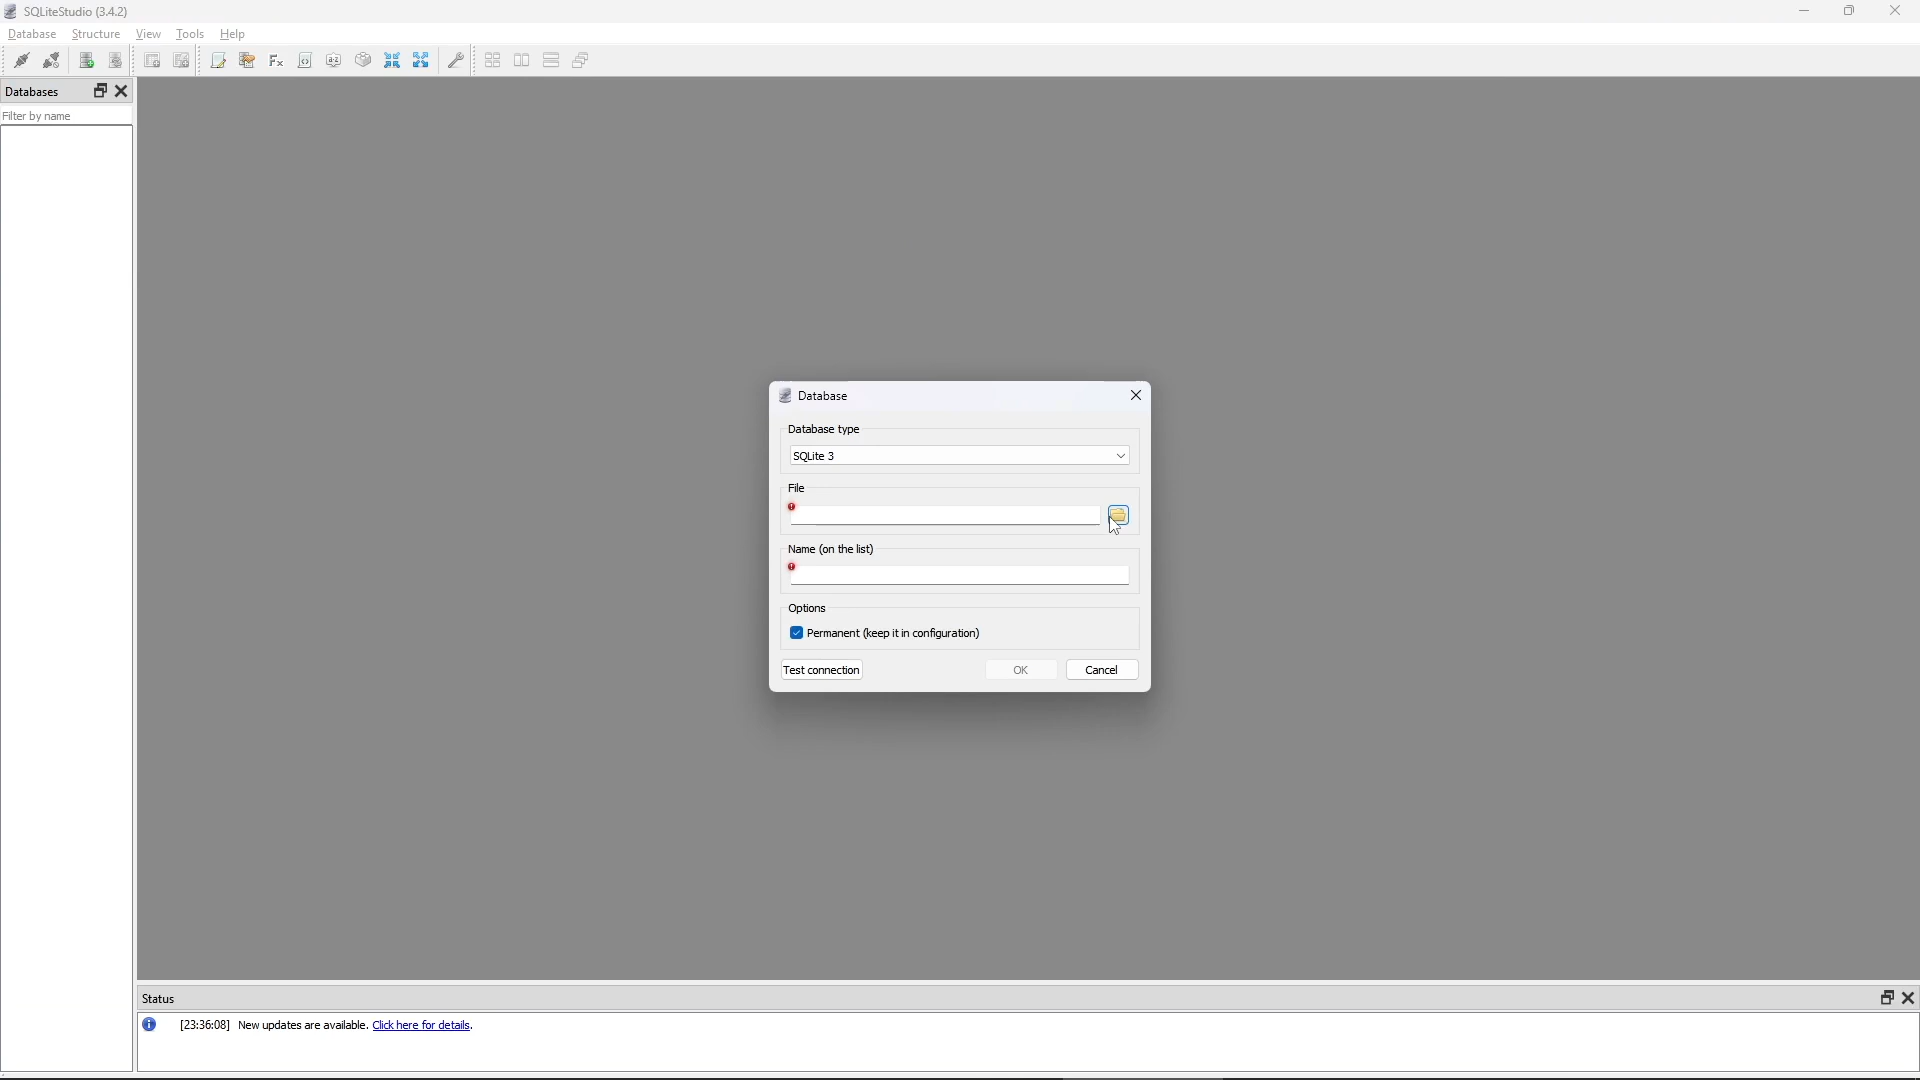 SQLiteStudio (3.4.2)
Database Structure View Tools Help
Databases
Filter by name
Database
Database type
SQLite 3
File
Name (on the list)
Options
Permanent (keep it in configuration)
Test connection OK Cancel
Status
[23:36:08] New updates are available. Click here for details.